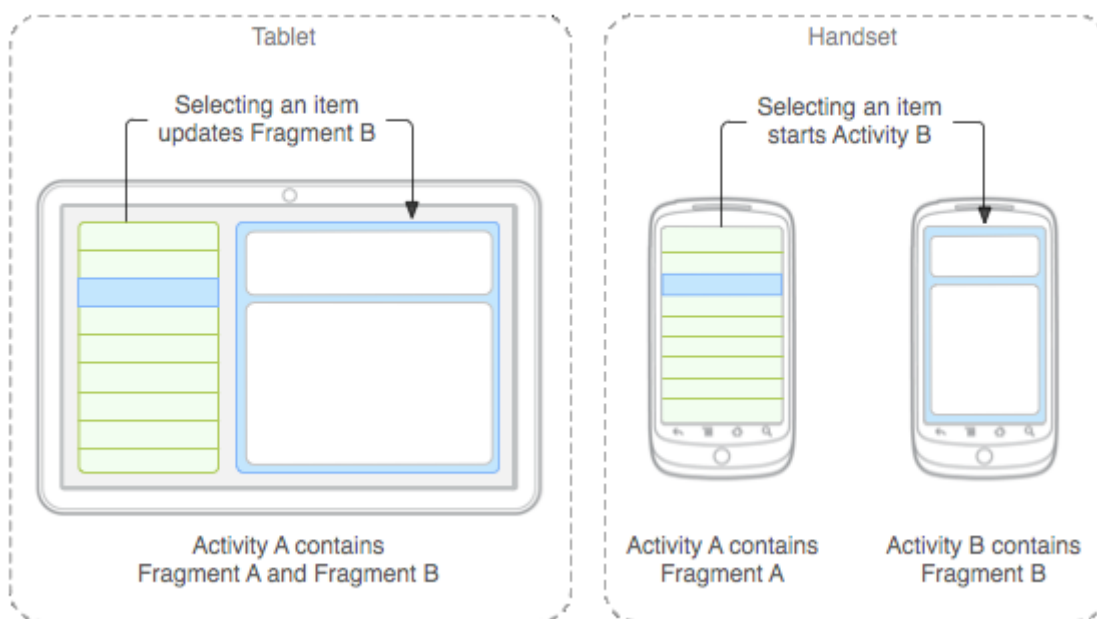 Tablet
Selecting an item
updates Fragment B
Activity A contains
Fragment A and Fragment B
Handset
Selecting an item
starts Activity B
Activity A contains
Fragment A
Activity B contains
Fragment B